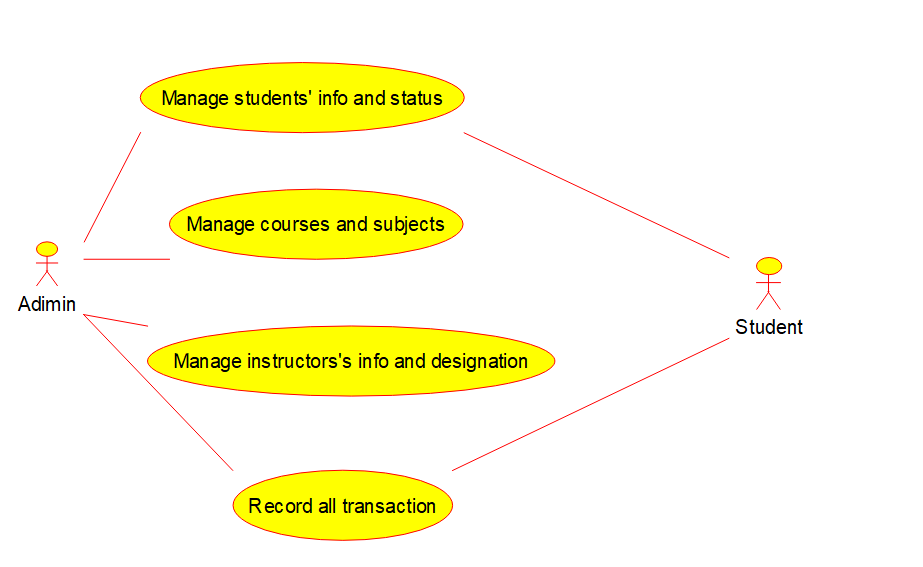 Manage students' info and status
Manage courses and subjects
Adimin
Student
Manage instructors's info and designation
Record all transaction